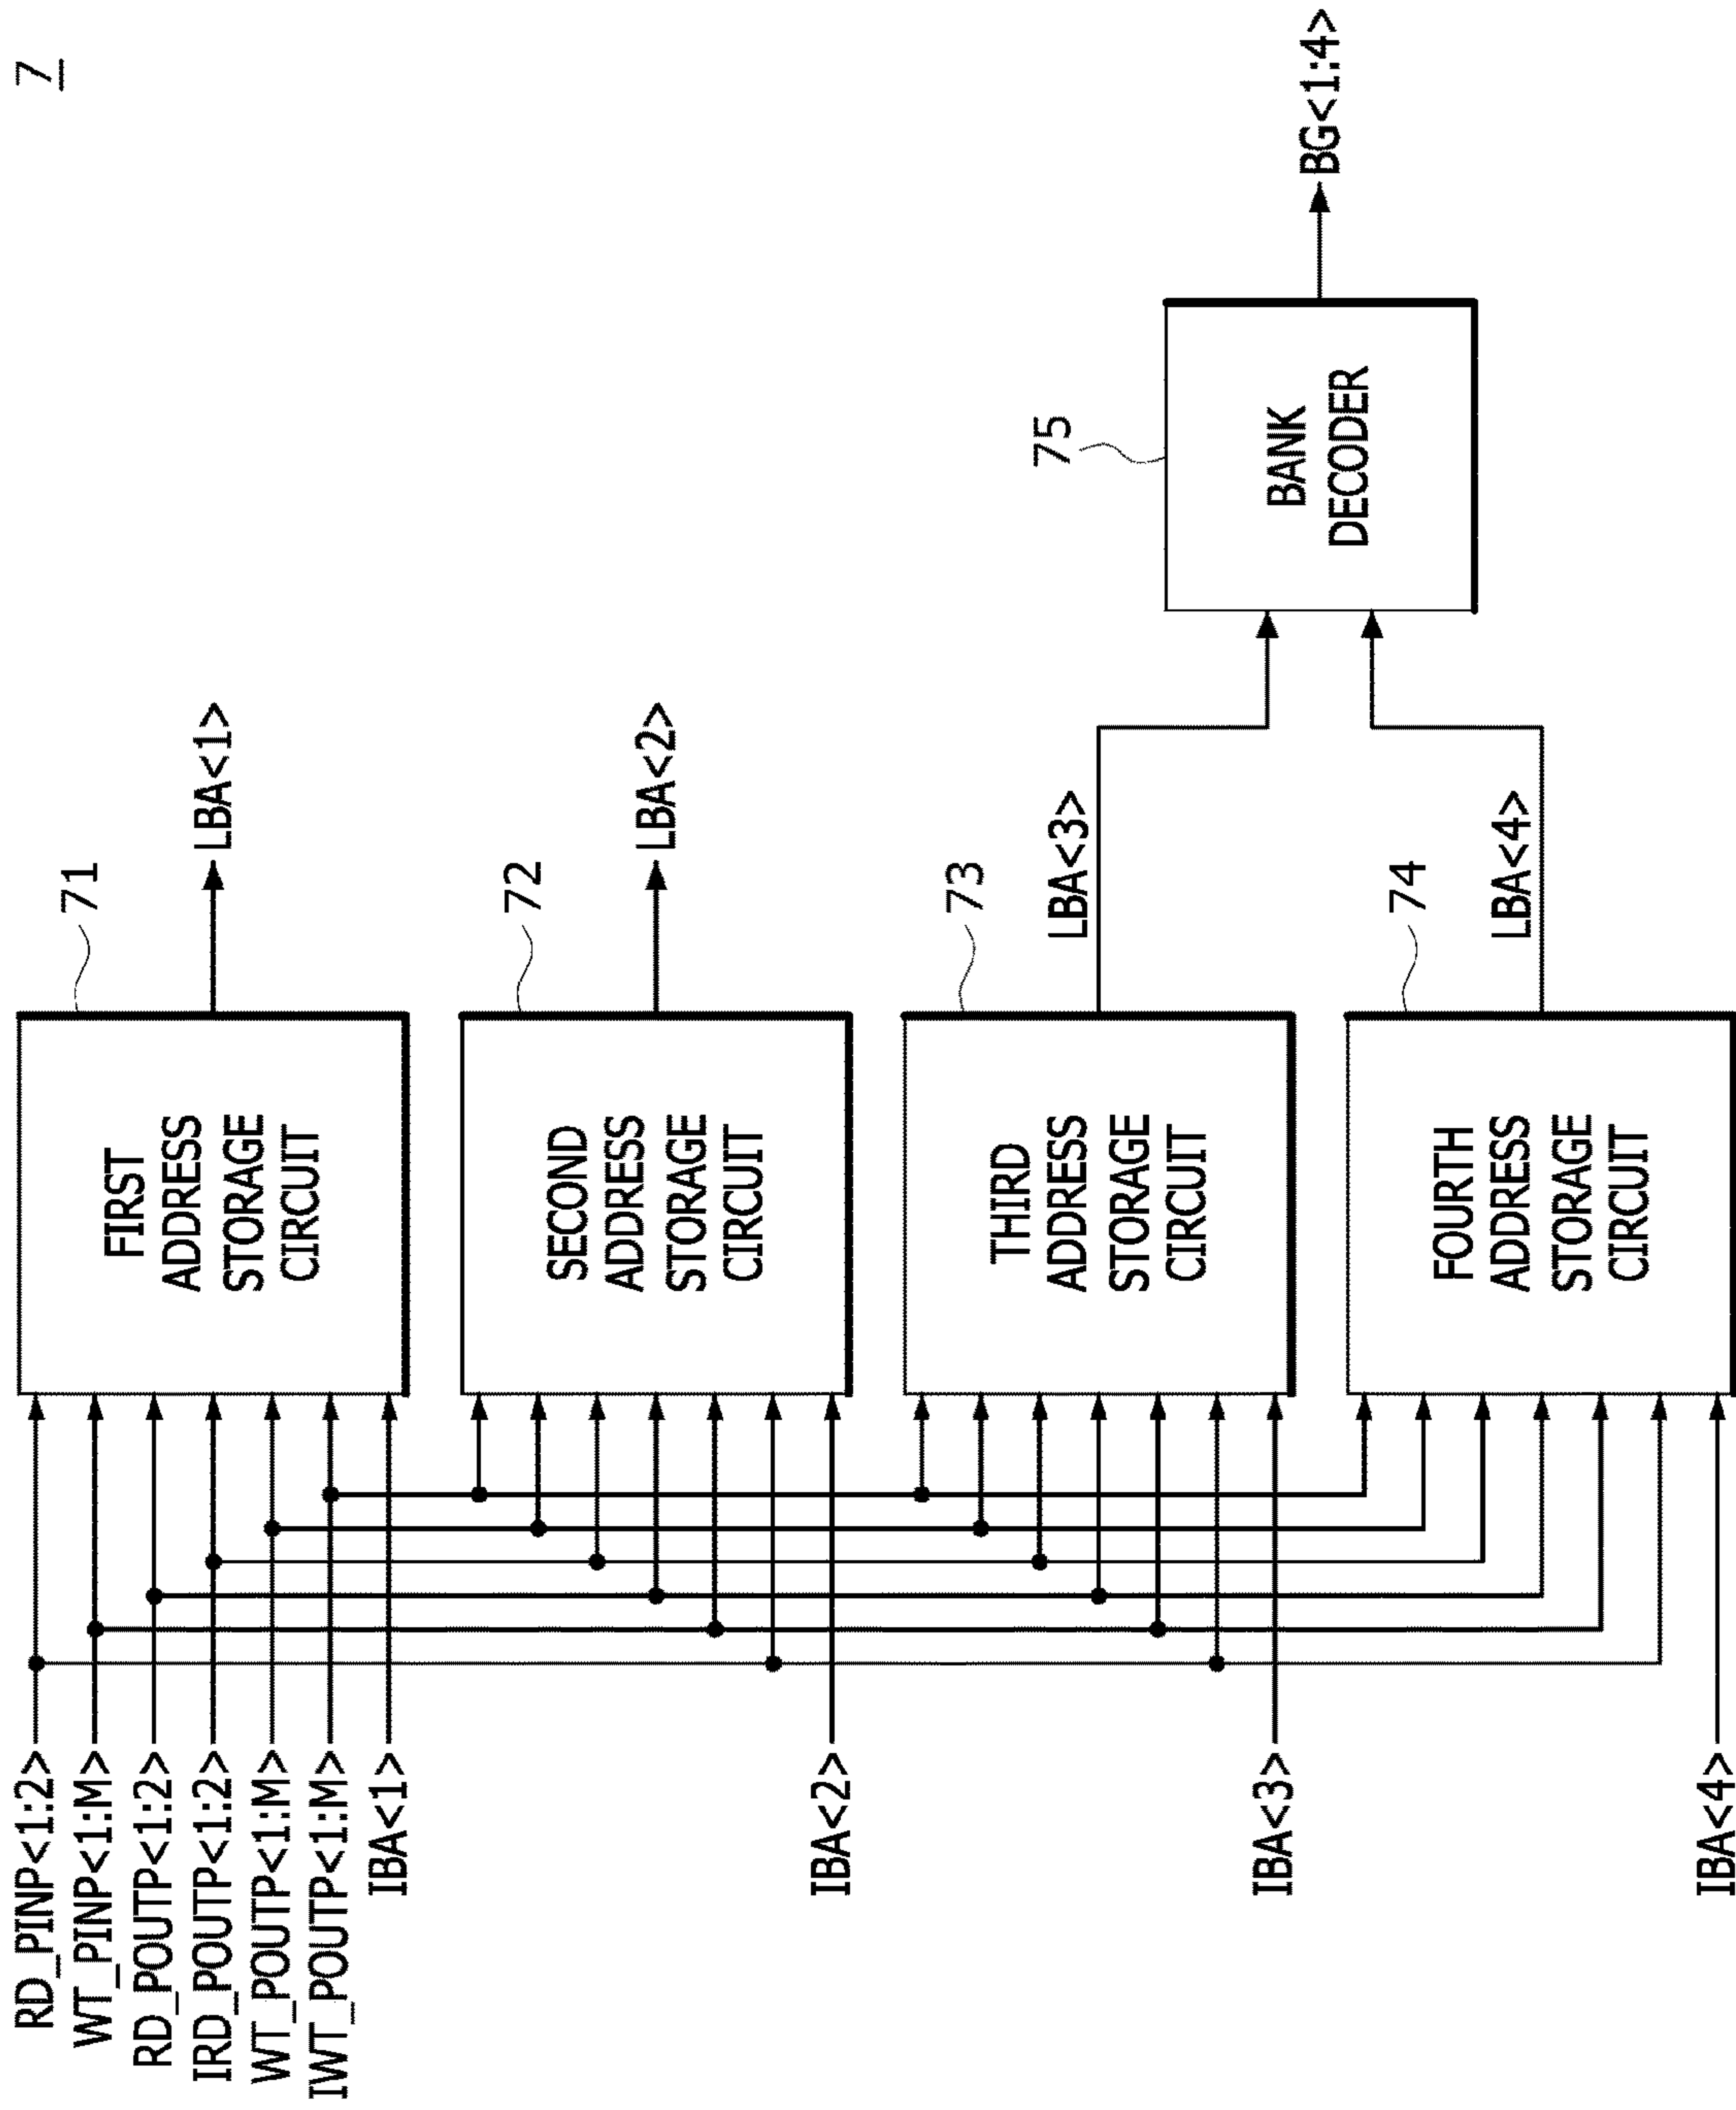 7
RD_PINP<1:2>
WT_PINP<1:M>
RD_POUTP<1:2>
IRD_POUTP<1:2>
WT_POUTP<1:M>
IWT_POUTP<1:M>
IBA<1>
FIRST
ADDRESS
STORAGE
CIRCUIT
71
LBA<1>
IBA<2>
SECOND
ADDRESS
STORAGE
CIRCUIT
72
LBA<2>
IBA<3>
THIRD
ADDRESS
STORAGE
CIRCUIT
73
LBA<3>
IBA<4>
FOURTH
ADDRESS
STORAGE
CIRCUIT
74
LBA<4>
75
BANK
DECODER
BG<1:4>